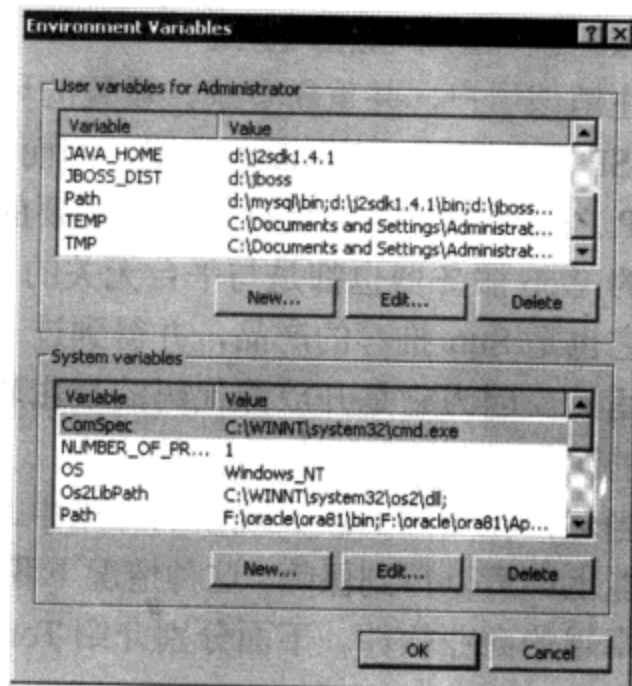 Environment Variables
User variables for Administrator
Variable Value
JAVA_HOME d:\j2sdk1.4.1
JBOSS_DIST d:\jboss
Path d:\mysql\bin;d:\j2sdk1.4.1\bin;d:\jboss...
TEMP C:\Documents and Settings\Administrat...
TMP C:\Documents and Settings\Administrat...
New... Edit... Delete
System variables
Variable Value
ComSpec C:\WINNT\system32\cmd.exe
NUMBER_OF_PR... 1
OS Windows_NT
Os2LibPath C:\WINNT\system32\os2\dll;
Path F:\oracle\ora81\bin;F:\oracle\ora81\Ap...
New... Edit... Delete
OK Cancel